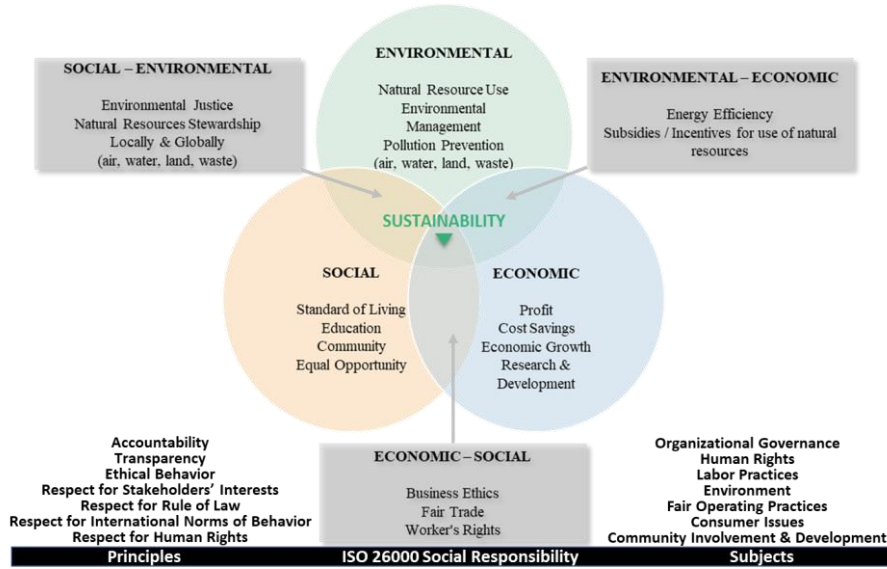 ENVIRONMENTAL
Natural Resource Use
Environmental
Management
Pollution Prevention
(air, water, land, waste)
SOCIAL – ENVIRONMENTAL
Environmental Justice
Natural Resources Stewardship
Locally & Globally
(air, water, land, waste)
ENVIRONMENTAL – ECONOMIC
Energy Efficiency
Subsidies / Incentives for use of natural
resources
SUSTAINABILITY
SOCIAL
Standard of Living
Education
Community
Equal Opportunity
ECONOMIC
Profit
Cost Savings
Economic Growth
Research &
Development
Accountability
Transparency
Ethical Behavior
Respect for Stakeholders’ Interests
Respect for Rule of Law
Respect for International Norms of Behavior
Respect for Human Rights
ECONOMIC – SOCIAL
Business Ethics
Fair Trade
Worker's Rights
Organizational Governance
Human Rights
Labor Practices
Environment
Fair Operating Practices
Consumer Issues
Community Involvement & Development
Principles
ISO 26000 Social Responsibility
Subjects